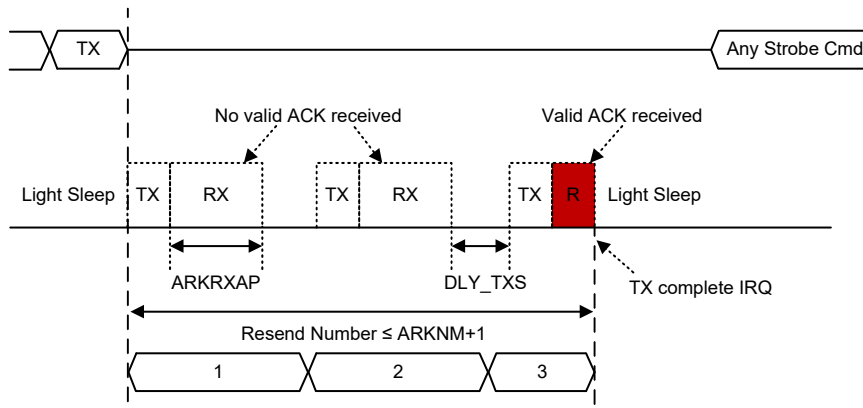 TX
Any Strobe Cmd
No valid ACK received
Valid ACK received
Light Sleep
TX
RX
TX
RX
TX
R
Light Sleep
ARKRXAP
DLY_TXS
TX complete IRQ
Resend Number ≤ ARKNM+1
1
2
3